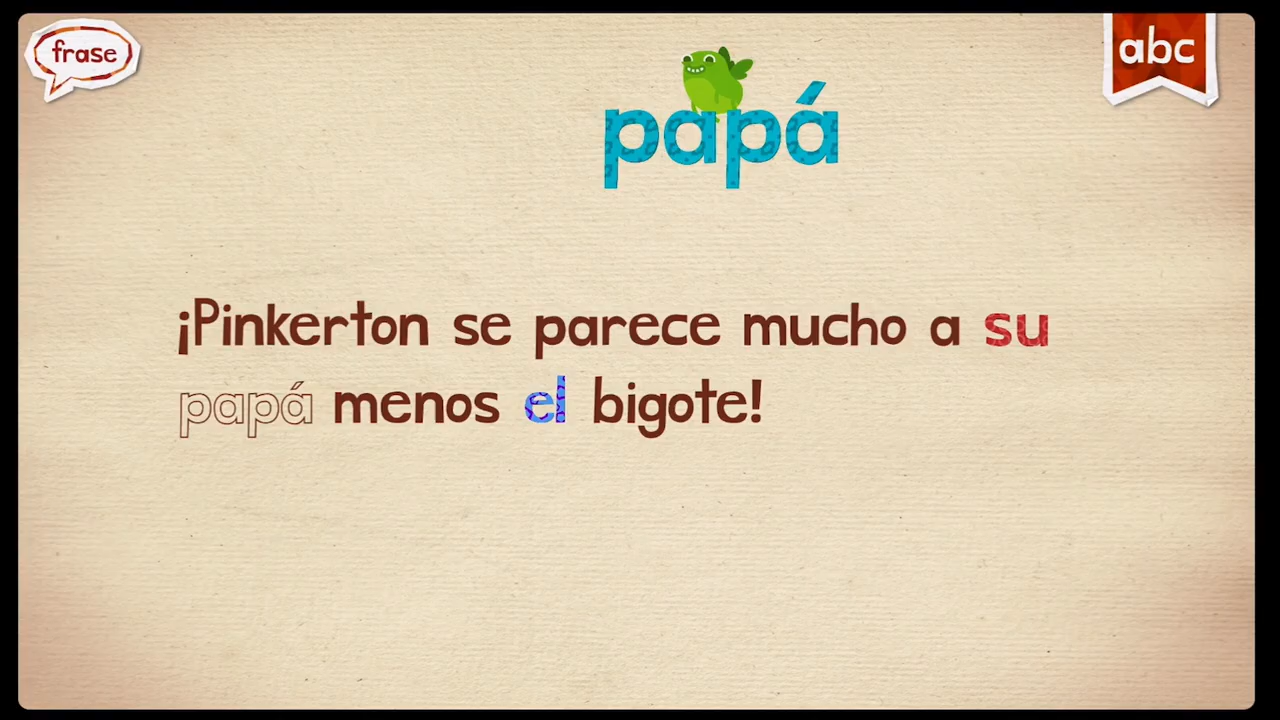 frase
abc
papá
¡Pinkerton se parece mucho a su
papá menos el bigote!